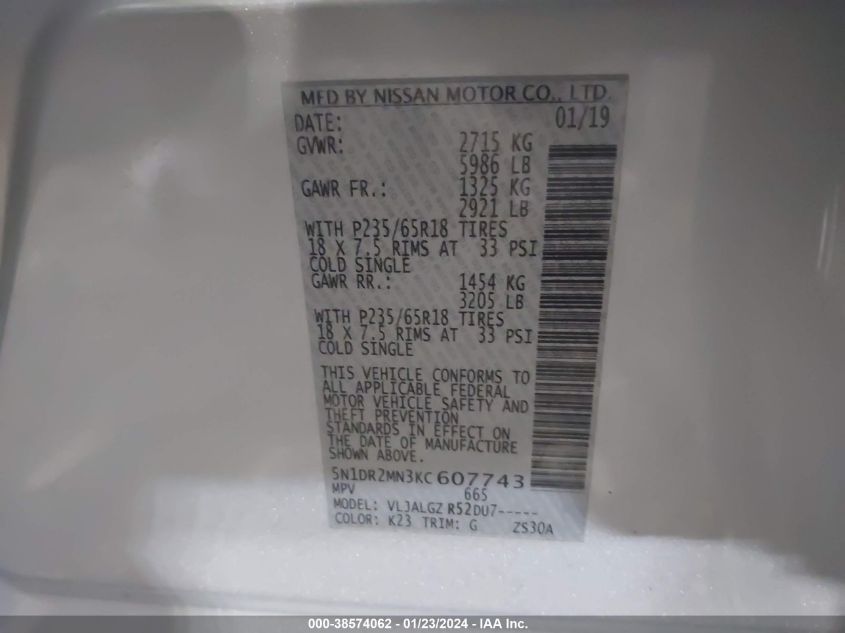 MFD BY NISSAN MOTOR CO., LTD.
DATE: 01/19
GVWR: 2715 KG
5986 LB
GAWR FR.: 1325 KG
2921 LB
WITH P235/65R18 TIRES
18 X 7.5 RIMS AT 33 PSI
COLD SINGLE
GAWR RR.: 1454 KG
3205 LB
WITH P235/65R18 TIRES
18 X 7.5 RIMS AT 33 PSI
COLD SINGLE
THIS VEHICLE CONFORMS TO
ALL APPLICABLE FEDERAL
MOTOR VEHICLE SAFETY AND
THEFT PREVENTION
STANDARDS IN EFFECT ON
THE DATE OF MANUFACTURE
SHOWN ABOVE.
5N1DR2MN3KC607743
MPV 665
MODEL: VLJALGZ R52DU7-----
COLOR: K23 TRIM: G ZS30A
000-38574062 - 01/23/2024 - IAA Inc.